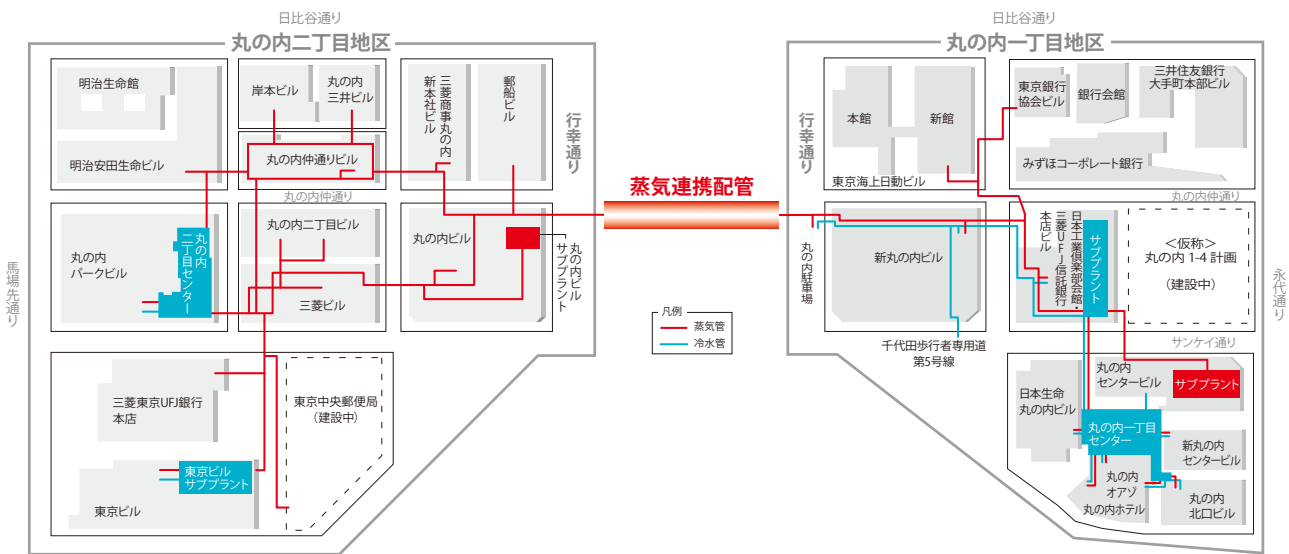 日比谷通り
丸の内二丁目地区
明治生命館
明治安田生命ビル
岸本ビル
丸の内
三井ビル
丸の内仲通りビル
三菱商事丸の内
新本社ビル
郵船ビル
行幸通り
丸の内仲通り
馬場先通り
丸の内
パークビル
丸の内
二丁目センター
丸の内二丁目ビル
三菱ビル
丸の内ビル
丸の内ビル
サブプラント
三菱東京UFJ銀行
本店
東京中央郵便局
(建設中)
東京ビル
サブプラント
東京ビル
蒸気連携配管
凡例
蒸気管
冷水管
日比谷通り
丸の内一丁目地区
行幸通り
本館
新館
東京海上日動ビル
東京銀行
協会ビル
銀行会館
三井住友銀行
大手町本部ビル
みずほコーポレート銀行
丸の内仲通り
丸の内駐車場
新丸の内ビル
千代田歩行者専用道
第5号線
日本工業倶楽部会館・
三菱UFJ信託銀行
本店ビル
サブプラント
<仮称>
丸の内 1-4 計画
(建設中)
永代通り
サンケイ通り
日本生命
丸の内ビル
丸の内
センタービル
サブプラント
丸の内一丁目
センター
新丸の内
センタービル
丸の内
オアゾ
丸の内ホテル
丸の内
北口ビル